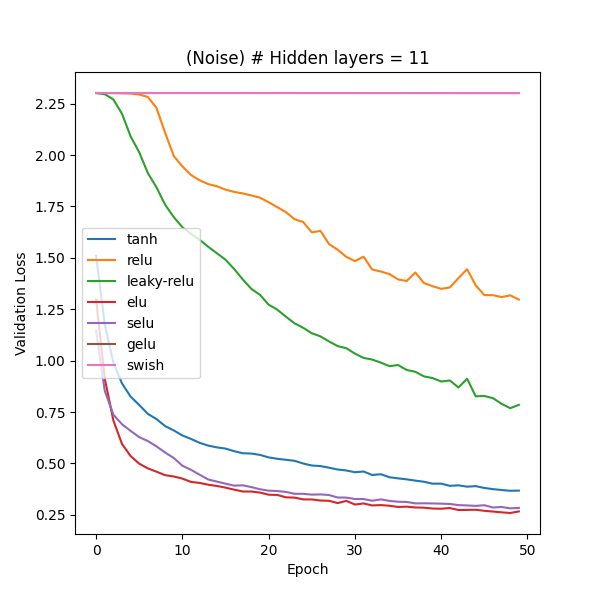 (Noise) # Hidden layers = 11
Validation Loss
2.25
2.00
1.75
1.50
1.25
1.00
0.75
0.50
0.25
tanh
relu
leaky-relu
elu
selu
gelu
swish
0 10 20 30 40 50
Epoch